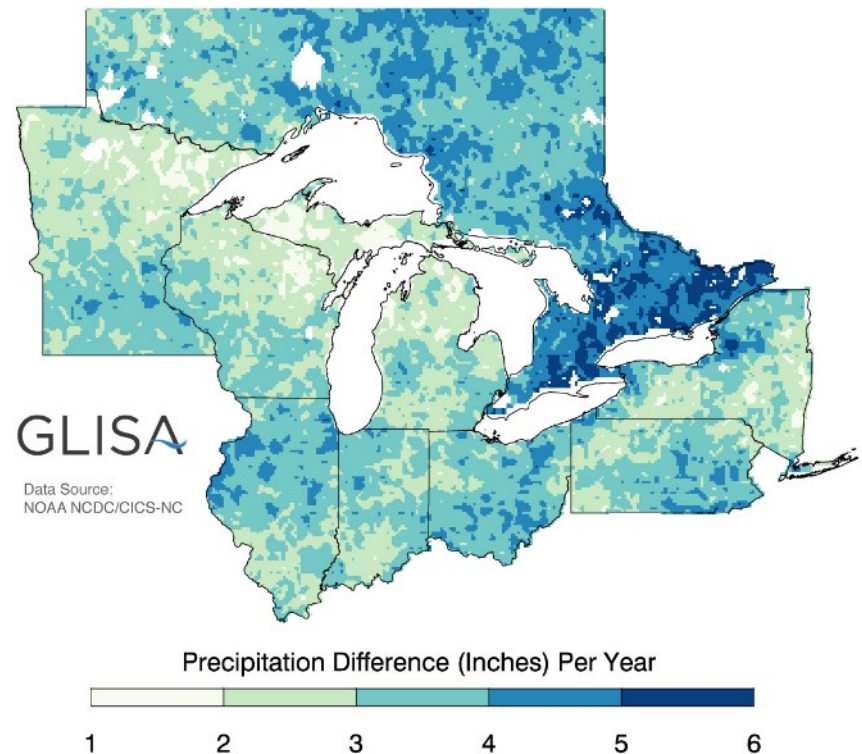 GLISA
Data Source:
NOAA NCDC/CICS-NC
Precipitation Difference (Inches) Per Year
1 2 3 4 5 6